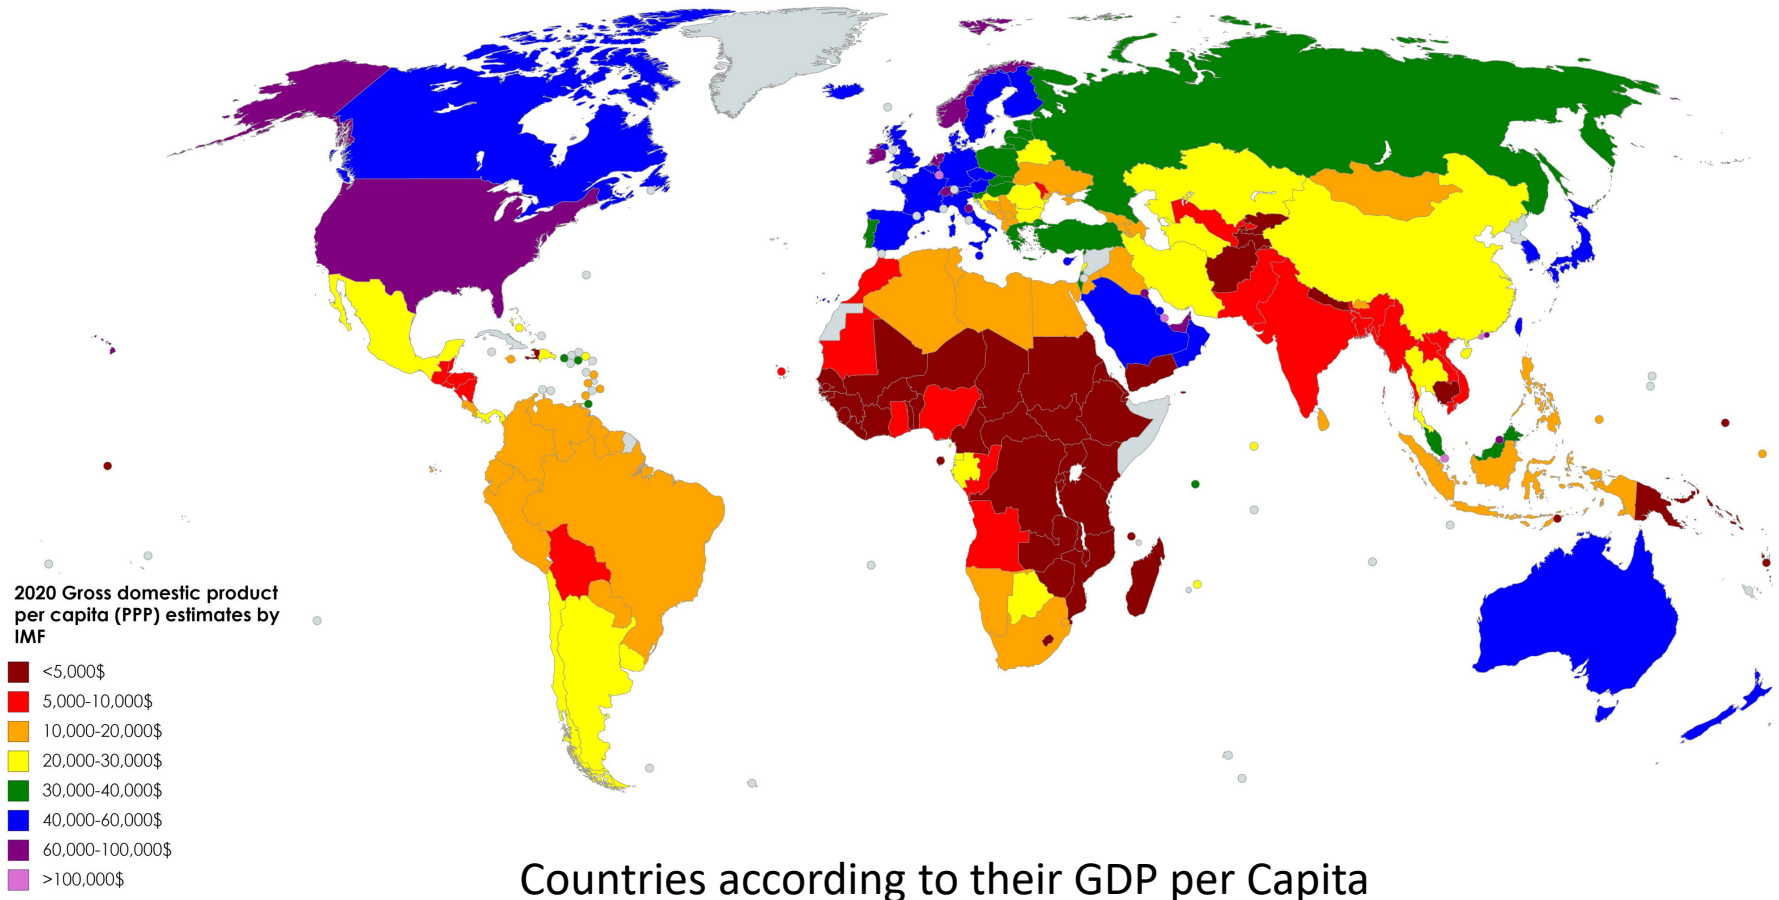 2020 Gross domestic product
per capita (PPP) estimates by
IMF
<5,000$
5,000-10,000$
10,000-20,000$
20,000-30,000$
30,000-40,000$
40,000-60,000$
60,000-100,000$
>100,000$
Countries according to their GDP per Capita